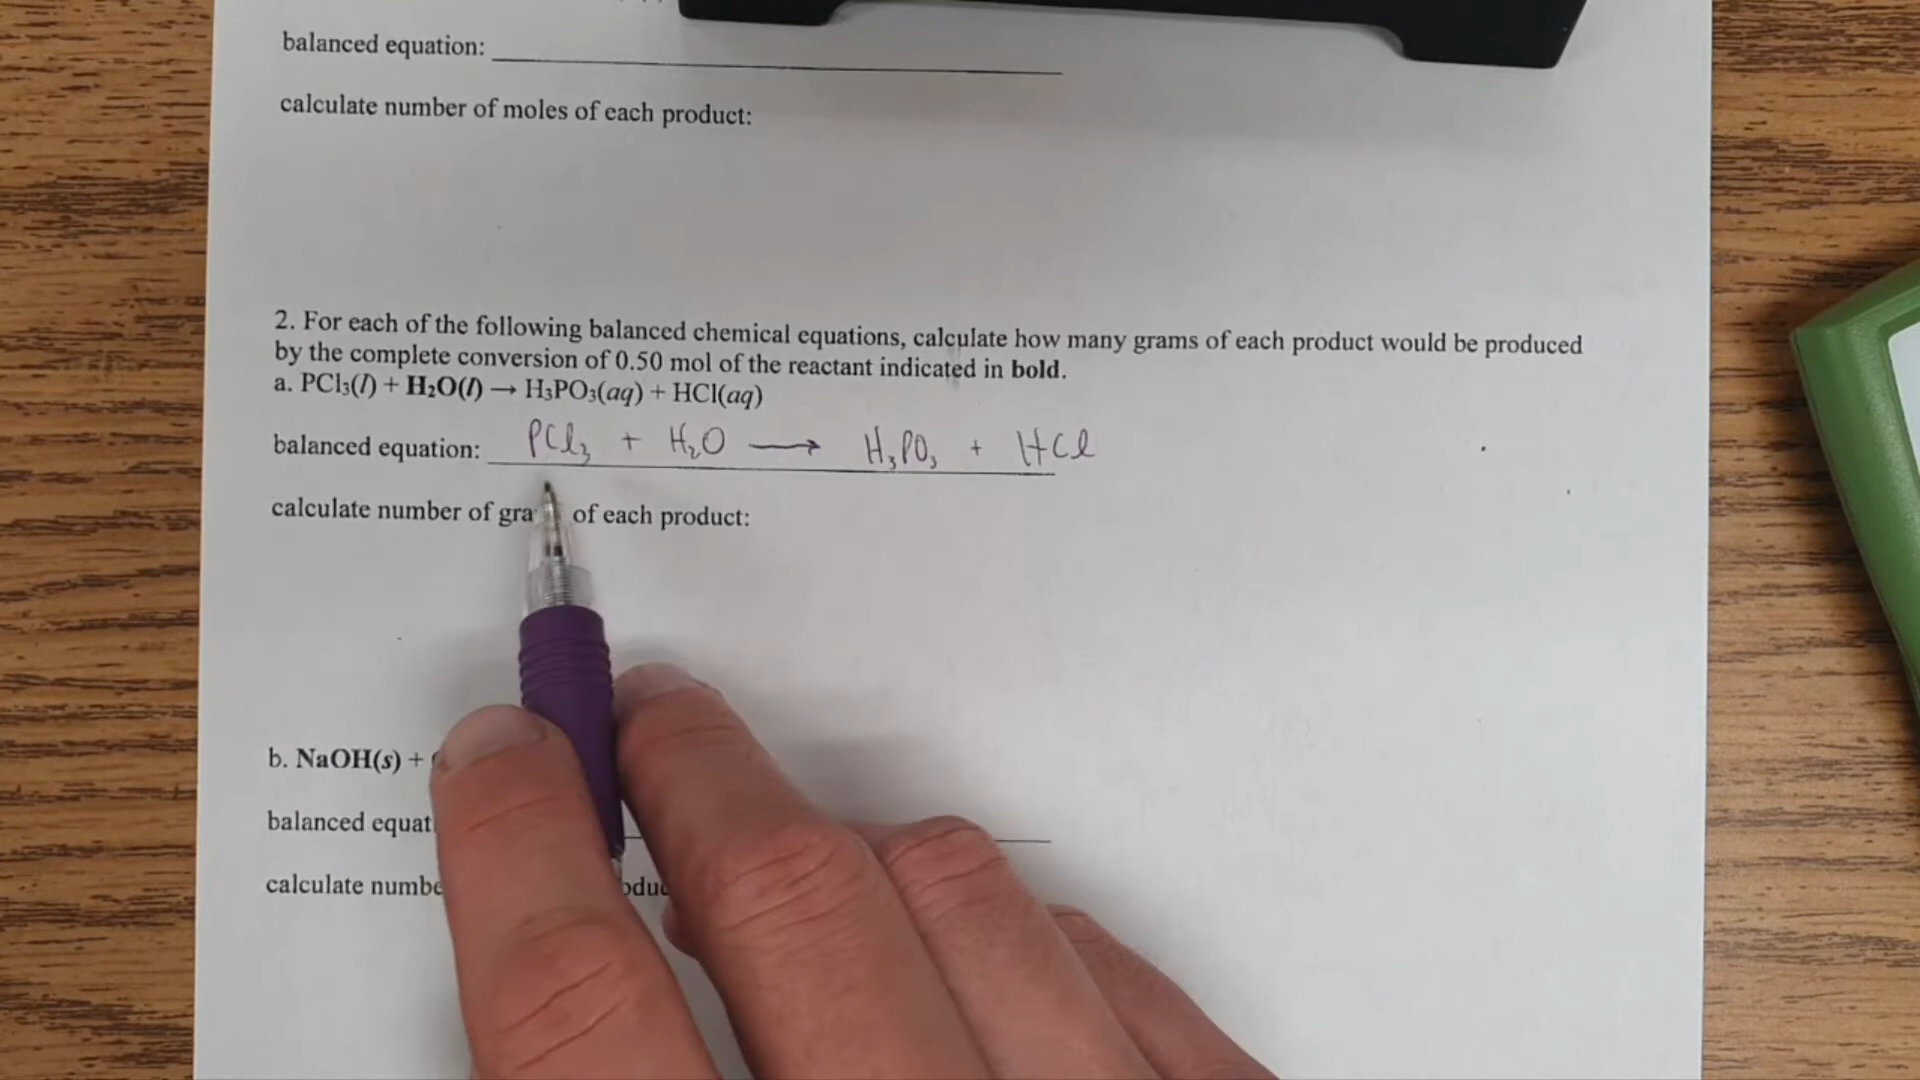 balanced equation:
calculate number of moles of each product:
2. For each of the following balanced chemical equations, calculate how many grams of each product would be produced
by the complete conversion of 0.50 mol of the reactant indicated in bold.
a. PCl₃(l) + H₂O(l) → H₃PO₃(aq) + HCl(aq)
balanced equation: PCl₃ + H₂O → H₃PO₃ + HCl
calculate number of of each product:
b. NaOH(s) +
balanced
calculate